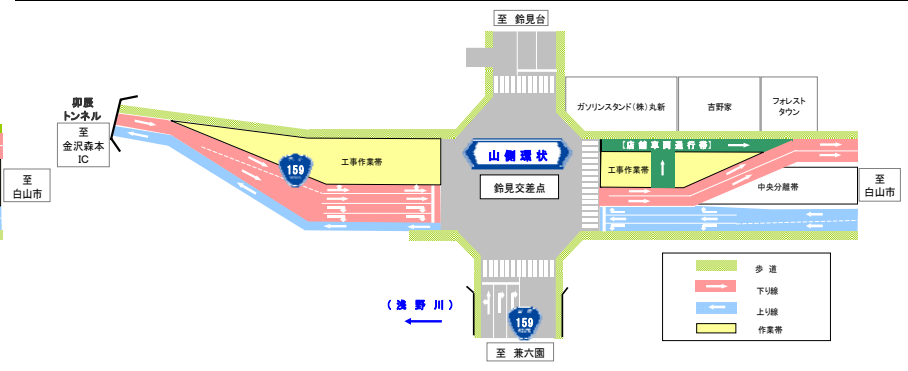 至 鈴見台
卯辰
トンネル
至
金沢森本
IC
至
白山市
工事作業帯
159
山側環状
鈴見交差点
ガソリンスタンド(株)丸新
吉野家
フォレスト
タウン
[店舗車両通行帯]
工事作業帯
中央分離帯
至
白山市
(浅野川)
159
ROUTE
至 兼六園
歩道
下り線
上り線
作業帯